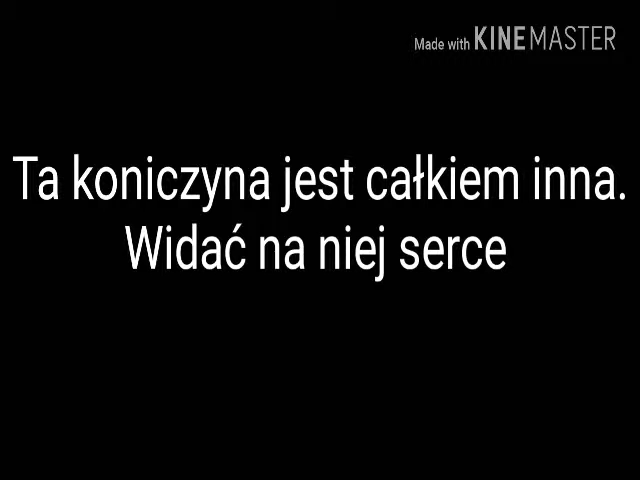 Made with KINEMASTER
Ta koniczyna jest całkiem inna.
Widać na niej serce